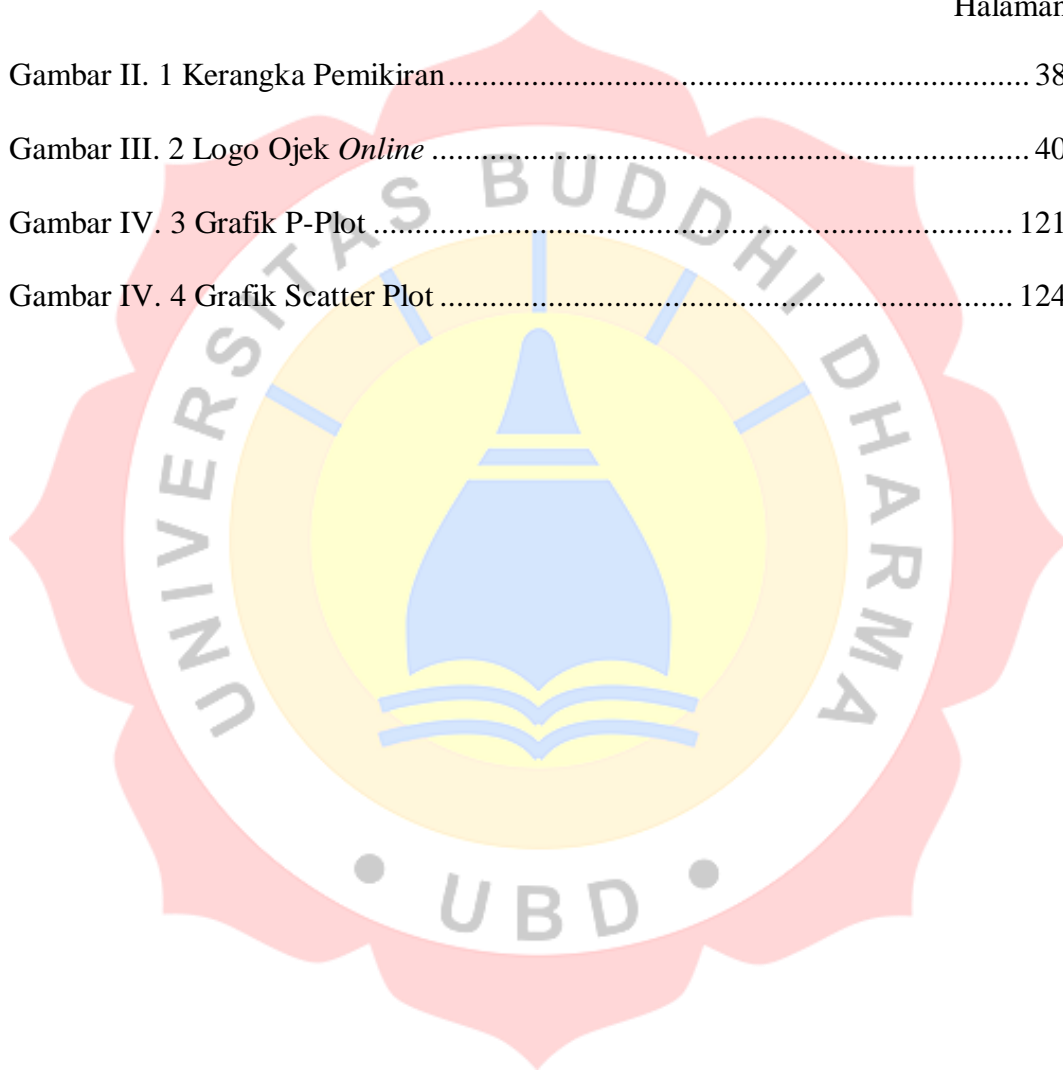 Halaman
Gambar II. 1 Kerangka Pemikiran.......................................................................................... 38
Gambar III. 2 Logo Ojek Online ............................................................................................ 40
Gambar IV. 3 Grafik P-Plot ................................................................................................... 121
Gambar IV. 4 Grafik Scatter Plot ......................................................................................... 124
UNIVERSITAS BUDDHI DHARMA
• UBD •